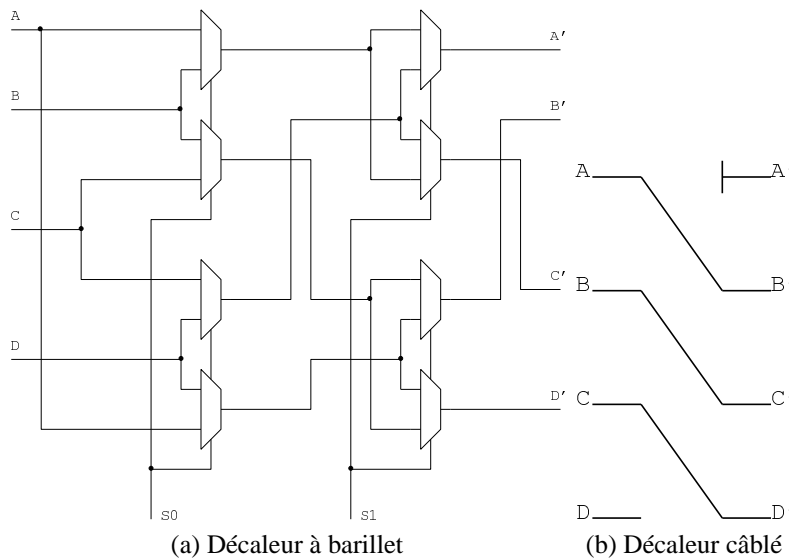 A
B
C
D
S0
S1
A'
B'
C'
D'
(a) Décaleur à barillet
A
B
C
D
A
B
C
D
(b) Décaleur câblé